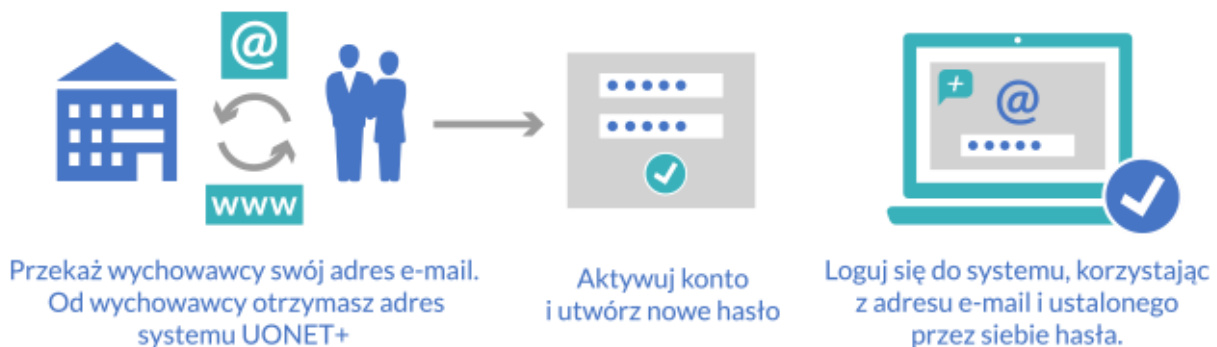 @
www
Przekaż wychowawcy swój adres e-mail.
Od wychowawcy otrzymasz adres
systemu UONET+
Aktywuj konto
i utwórz nowe hasło
@
Loguj się do systemu, korzystając
z adresu e-mail i ustalonego
przez siebie hasła.